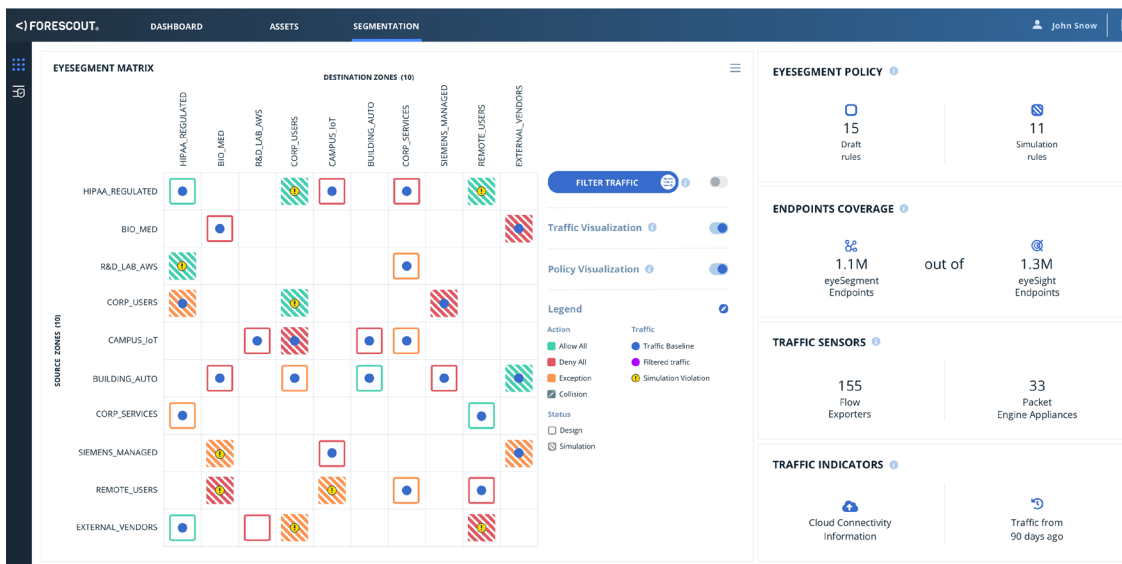 <)FORESCOUT.
DASHBOARD
ASSETS
SEGMENTATION
John Snow
EYESEGMENT MATRIX
DESTINATION ZONES (10)
HIPAA_REGULATED
BIO_MED
R&D_LAB_AWS
CORP_USERS
CAMPUS_IoT
BUILDING_AUTO
CORP_SERVICES
SIEMENS_MANAGED
REMOTE_USERS
EXTERNAL_VENDORS
SOURCE ZONES (10)
HIPAA_REGULATED
BIO_MED
R&D_LAB_AWS
CORP_USERS
CAMPUS_IoT
BUILDING_AUTO
CORP_SERVICES
SIEMENS_MANAGED
REMOTE_USERS
EXTERNAL_VENDORS
FILTER TRAFFIC
Traffic Visualization
Policy Visualization
Legend
Action
Allow All
Deny All
Exception
Collision
Traffic
Traffic Baseline
Filtered traffic
Simulation Violation
Status
Design
Simulation
EYESEGMENT POLICY
15
Draft
rules
11
Simulation
rules
ENDPOINTS COVERAGE
1.1M
eyeSegment
Endpoints
out of
1.3M
eyeSight
Endpoints
TRAFFIC SENSORS
155
Flow
Exporters
33
Packet
Engine Appliances
TRAFFIC INDICATORS
Cloud Connectivity
Information
Traffic from
90 days ago